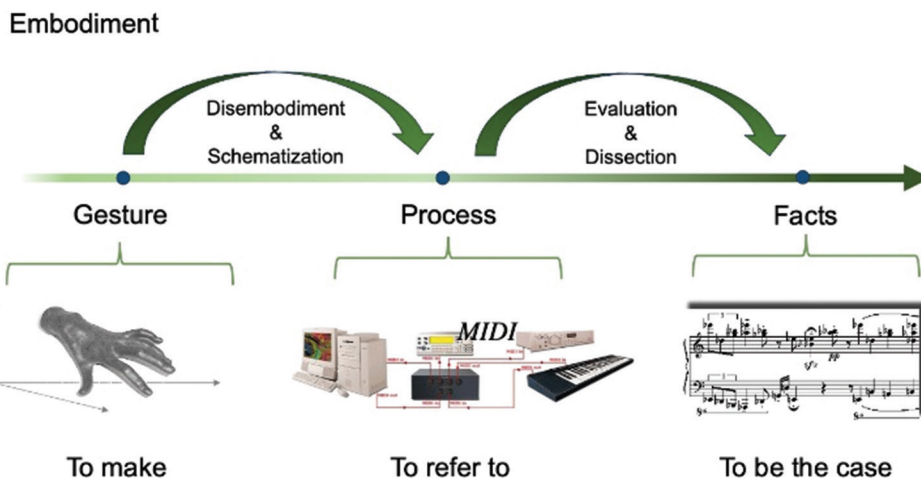 Embodiment
Disembodiment
&
Schematization
Evaluation
&
Dissection
Gesture
Process
Facts
MIDI
To make
To refer to
To be the case